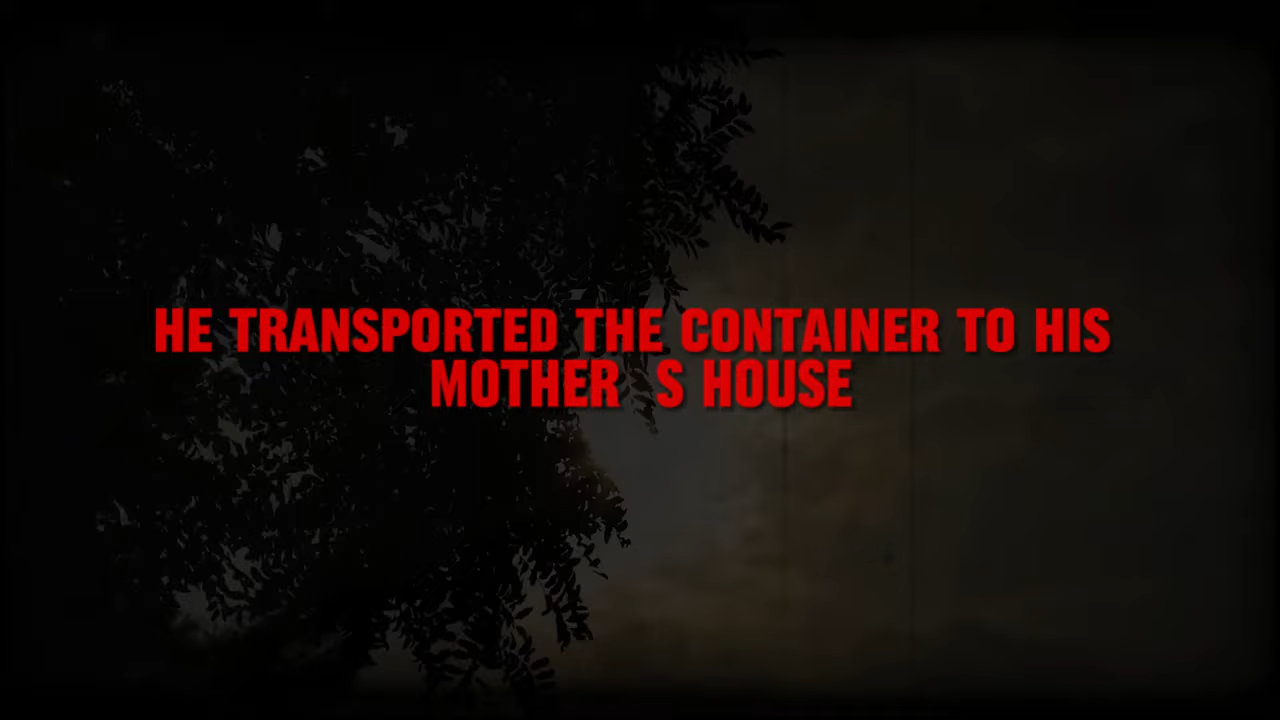 HE TRANSPORTED THE CONTAINER TO HIS
MOTHER S HOUSE